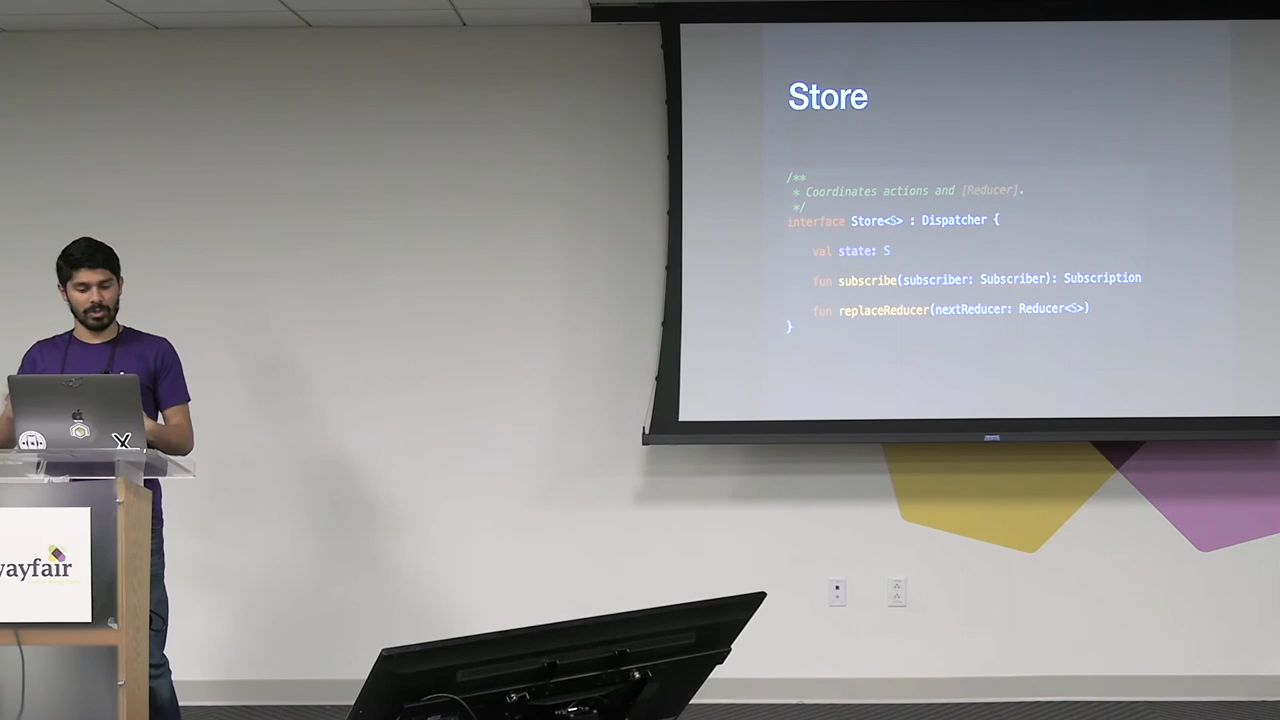 Store
/**
* Coordinates actions and [Reducer].
*/
interface Store<S> : Dispatcher {
val state: S
fun subscribe(subscriber: Subscriber): Subscription
fun replaceReducer(nextReducer: Reducer<S>)
}
wayfair
X